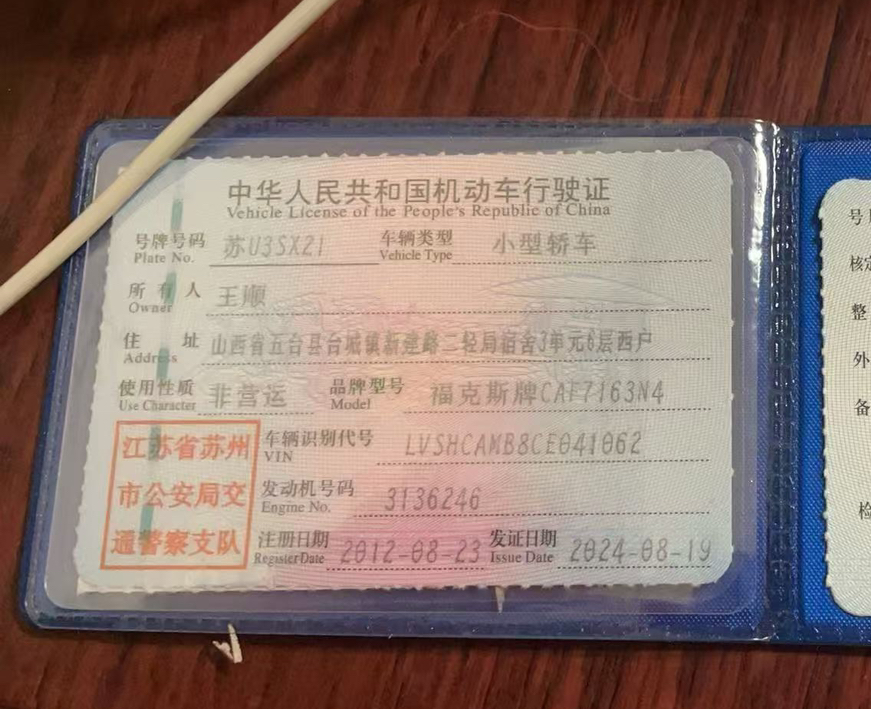 中华人民共和国机动车行驶证
Vehicle License of the People's Republic of China
号牌号码 苏U3SX21 车辆类型 小型轿车
Plate No. Vehicle Type
所有人 王顺
Owner
住址 山西省五台县台城镇新建路二轻局宿舍3单元6层西户
Address
使用性质 非营运 品牌型号 福克斯牌CAF7163N4
Use Character Model
江苏省苏州
市公安局交
通警察支队
车辆识别代号 LVSHCAMB8CE041062
VIN
发动机号码 3136246
Engine No.
注册日期 2012-08-23 发证日期 2024-08-19
Register Date Issue Date
号
核定
整
外
备
检